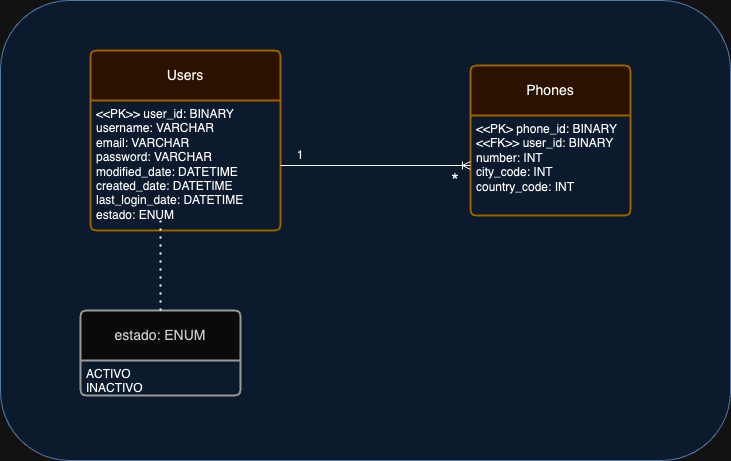 Users
<<PK>> user_id: BINARY
username: VARCHAR
email: VARCHAR
password: VARCHAR
modified_date: DATETIME
created_date: DATETIME
last_login_date: DATETIME
estado: ENUM
1
*
Phones
<<PK> phone_id: BINARY
<<FK>> user_id: BINARY
number: INT
city_code: INT
country_code: INT
estado: ENUM
ACTIVO
INACTIVO